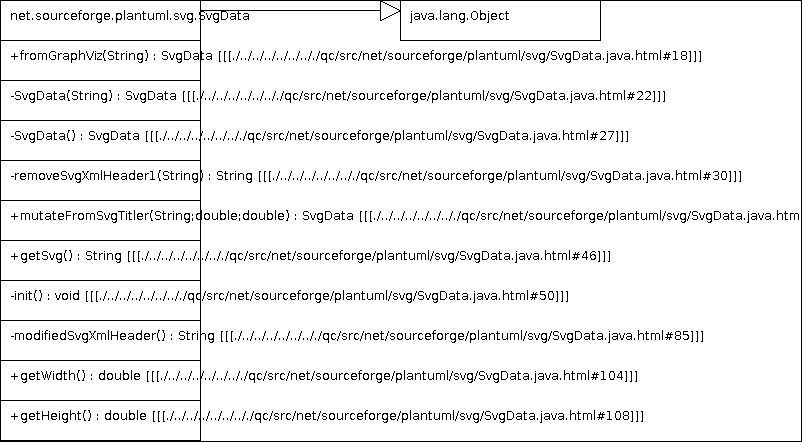 net.sourceforge.plantuml.svg.SvgData
java.lang.Object
+fromGraphViz(String) : SvgData [[[./../../../../../../../qc/src/net/sourceforge/plantuml/svg/SvgData.java.html#18]]]
-SvgData(String) : SvgData [[[./../../../../../../../qc/src/net/sourceforge/plantuml/svg/SvgData.java.html#22]]]
-SvgData() : SvgData [[[./../../../../../../../qc/src/net/sourceforge/plantuml/svg/SvgData.java.html#27]]]
-removeSvgXmlHeader1(String) : String [[[./../../../../../../../qc/src/net/sourceforge/plantuml/svg/SvgData.java.html#30]]]
+mutateFromSvgTitler(String;double;double) : SvgData [[[./../../../../../../../qc/src/net/sourceforge/plantuml/svg/SvgData.java.htm
+getSvg() : String [[[./../../../../../../../qc/src/net/sourceforge/plantuml/svg/SvgData.java.html#46]]]
-init() : void [[[./../../../../../../../qc/src/net/sourceforge/plantuml/svg/SvgData.java.html#50]]]
-modifiedSvgXmlHeader() : String [[[./../../../../../../../qc/src/net/sourceforge/plantuml/svg/SvgData.java.html#85]]]
+getWidth() : double [[[./../../../../../../../qc/src/net/sourceforge/plantuml/svg/SvgData.java.html#104]]]
+getHeight() : double [[[./../../../../../../../qc/src/net/sourceforge/plantuml/svg/SvgData.java.html#108]]]